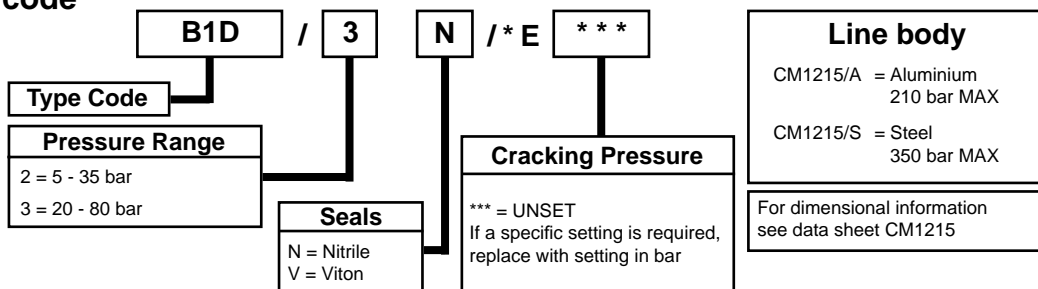 code
B1D / 3 N / * E * * *
Type Code
Pressure Range
2 = 5 - 35 bar
3 = 20 - 80 bar
Seals
N = Nitrile
V = Viton
Cracking Pressure
*** = UNSET
If a specific setting is required,
replace with setting in bar
Line body
CM1215/A = Aluminium
210 bar MAX
CM1215/S = Steel
350 bar MAX
For dimensional information
see data sheet CM1215